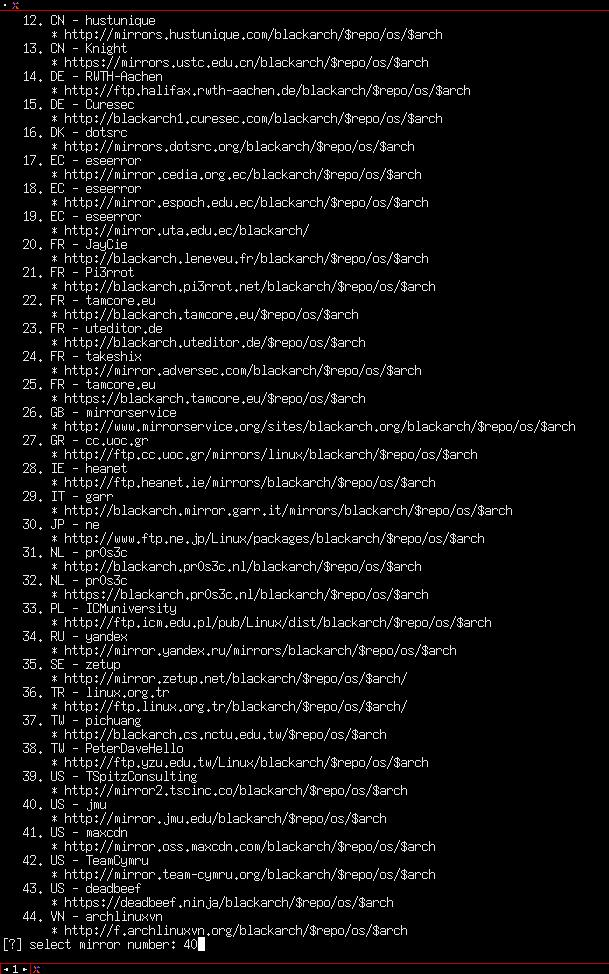 12. CN - hustunique
* http://mirrors.hustunique.com/blackarch/$repo/os/$arch
13. CN - Knight
* https://mirrors.ustc.edu.cn/blackarch/$repo/os/$arch
14. DE - RWTH-Aachen
* http://ftp.halifax.rwth-aachen.de/blackarch/$repo/os/$arch
15. DE - Curesec
* http://blackarch1.curesec.com/blackarch/$repo/os/$arch
16. DK - dotsrc
* http://mirrors.dotsrc.org/blackarch/$repo/os/$arch
17. EC - eseerror
* http://mirror.cedia.org.ec/blackarch/$repo/os/$arch
18. EC - eseerror
* http://mirror.espoch.edu.ec/blackarch/$repo/os/$arch
19. EC - eseerror
* http://mirror.uta.edu.ec/blackarch/
20. FR - JayCie
* http://blackarch.leneveu.fr/blackarch/$repo/os/$arch
21. FR - Pi3rrot
* http://blackarch.pi3rrot.net/blackarch/$repo/os/$arch
22. FR - tamcore.eu
* http://blackarch.tamcore.eu/$repo/os/$arch
23. FR - uteditor.de
* http://blackarch.uteditor.de/$repo/os/$arch
24. FR - takeshix
* http://mirror.adversec.com/blackarch/$repo/os/$arch
25. FR - tamcore.eu
* https://blackarch.tamcore.eu/$repo/os/$arch
26. GB - mirrorservice
* http://www.mirrorservice.org/sites/blackarch.org/blackarch/$repo/os/$arch
27. GR - cc.uoc.gr
* http://ftp.cc.uoc.gr/mirrors/linux/blackarch/$repo/os/$arch
28. IE - heanet
* http://ftp.heanet.ie/mirrors/blackarch/$repo/os/$arch
29. IT - garr
* http://blackarch.mirror.garr.it/mirrors/blackarch/$repo/os/$arch
30. JP - ne
* http://www.ftp.ne.jp/Linux/packages/blackarch/$repo/os/$arch
31. NL - pr0s3c
* http://blackarch.pr0s3c.nl/blackarch/$repo/os/$arch
32. NL - pr0s3c
* https://blackarch.pr0s3c.nl/blackarch/$repo/os/$arch
33. PL - ICMuniversity
* http://ftp.icm.edu.pl/pub/Linux/dist/blackarch/$repo/os/$arch
34. RU - yandex
* http://mirror.yandex.ru/mirrors/blackarch/$repo/os/$arch
35. SE - zetup
* http://mirror.zetup.net/blackarch/$repo/os/$arch/
36. TR - linux.org.tr
* http://ftp.linux.org.tr/blackarch/$repo/os/$arch/
37. TW - pichuang
* http://blackarch.cs.nctu.edu.tw/$repo/os/$arch
38. TW - PeterDaveHello
* http://ftp.yzu.edu.tw/Linux/blackarch/$repo/os/$arch
39. US - TSpitzConsulting
* http://mirror2.tscinc.co/blackarch/$repo/os/$arch
40. US - jmu
* http://mirror.jmu.edu/blackarch/$repo/os/$arch
41. US - maxcdn
* http://mirror.oss.maxcdn.com/blackarch/$repo/os/$arch
42. US - TeamCymru
* http://mirror.team-cymru.org/blackarch/$repo/os/$arch
43. US - deadbeef
* https://deadbeef.ninja/blackarch/$repo/os/$arch
44. VN - archlinuxvn
* http://f.archlinuxvn.org/blackarch/$repo/os/$arch
[?] select mirror number: 40
1